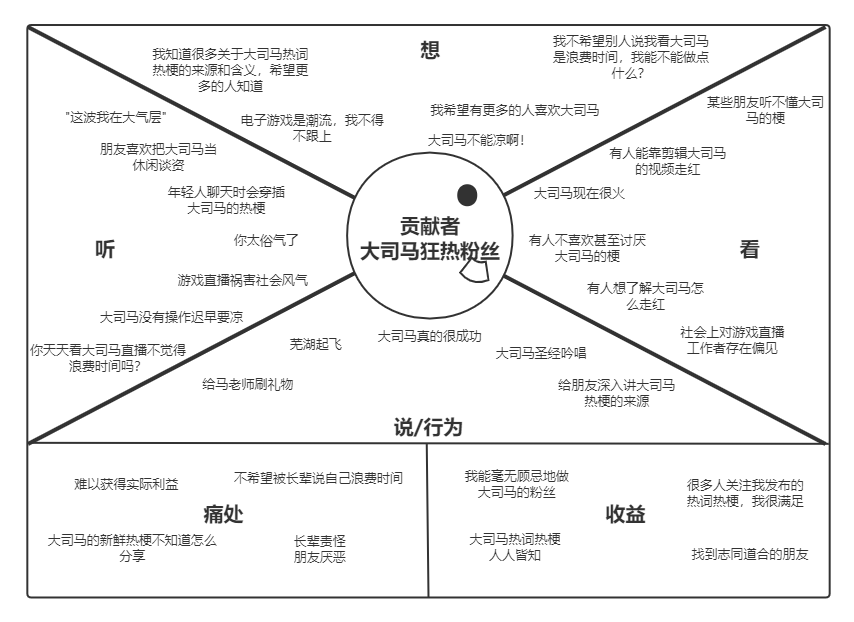 想
我知道很多关于大司马热词
热梗的来源和含义，希望更
多的人知道
我不希望别人说我看大司马
是浪费时间，我能不能做点
什么？
电子游戏是潮流，我不得
不跟上
我希望有更多的人喜欢大司马
大司马不能凉啊！
听
"这波我在大气层"
朋友喜欢把大司马当
休闲谈资
年轻人聊天时会穿插
大司马的热梗
你太俗气了
游戏直播祸害社会风气
大司马没有操作迟早要凉
你天天看大司马直播不觉得
浪费时间吗？
贡献者
大司马狂热粉丝
看
某些朋友听不懂大司
马的梗
有人能靠剪辑大司马
的视频走红
大司马现在很火
有人不喜欢甚至讨厌
大司马的梗
有人想了解大司马怎
么走红
社会上对游戏直播
工作者存在偏见
说/行为
芜湖起飞
大司马真的很成功
大司马圣经吟唱
给马老师刷礼物
给朋友深入讲大司马
热梗的来源
痛处
难以获得实际利益
不希望被长辈说自己浪费时间
大司马的新鲜热梗不知道怎么
分享
长辈责怪
朋友厌恶
收益
我能毫无顾忌地做
大司马的粉丝
很多人关注我发布的
热词热梗，我很满足
大司马热词热梗
人人皆知
找到志同道合的朋友